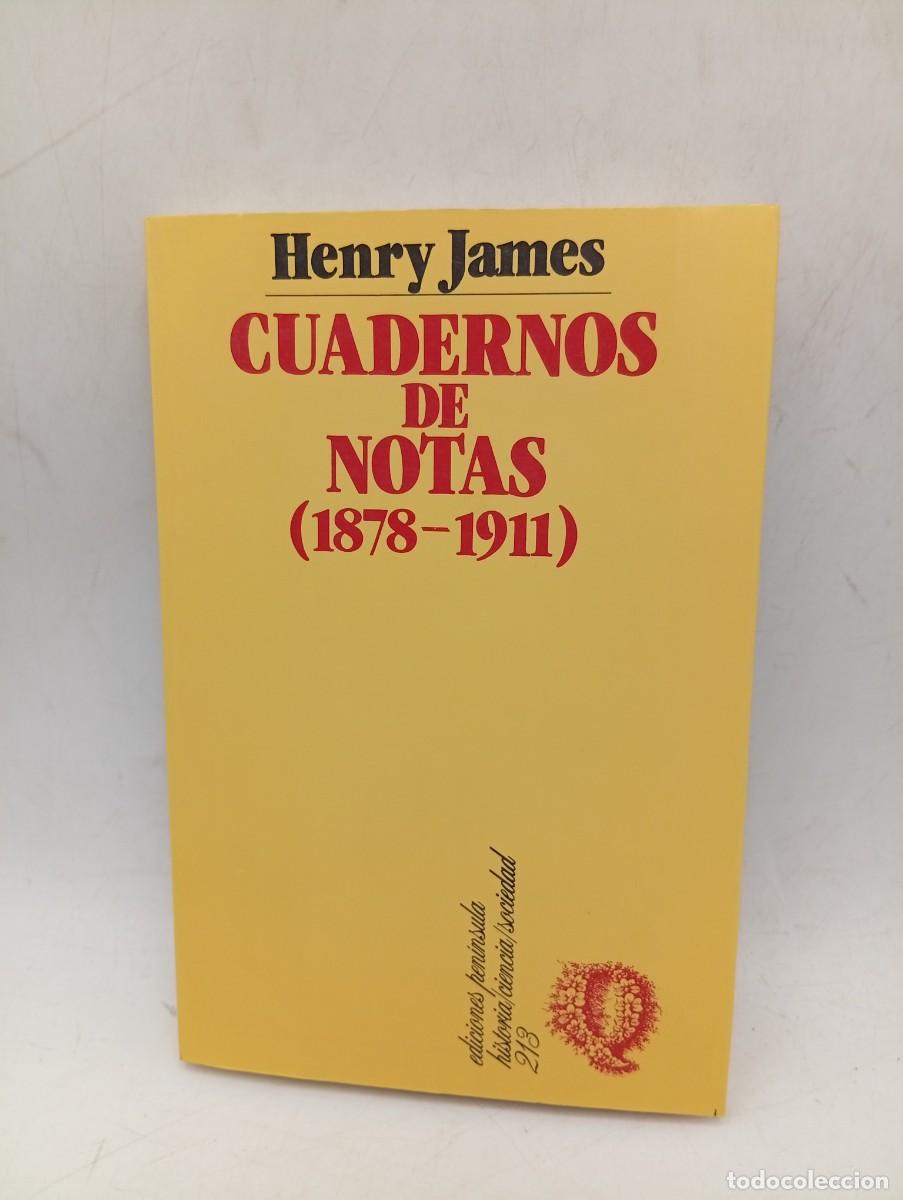 Henry James
CUADERNOS
DE
NOTAS
(1878-1911)
ediciones península
historia/ciencia/sociedad
213
todocoleccion